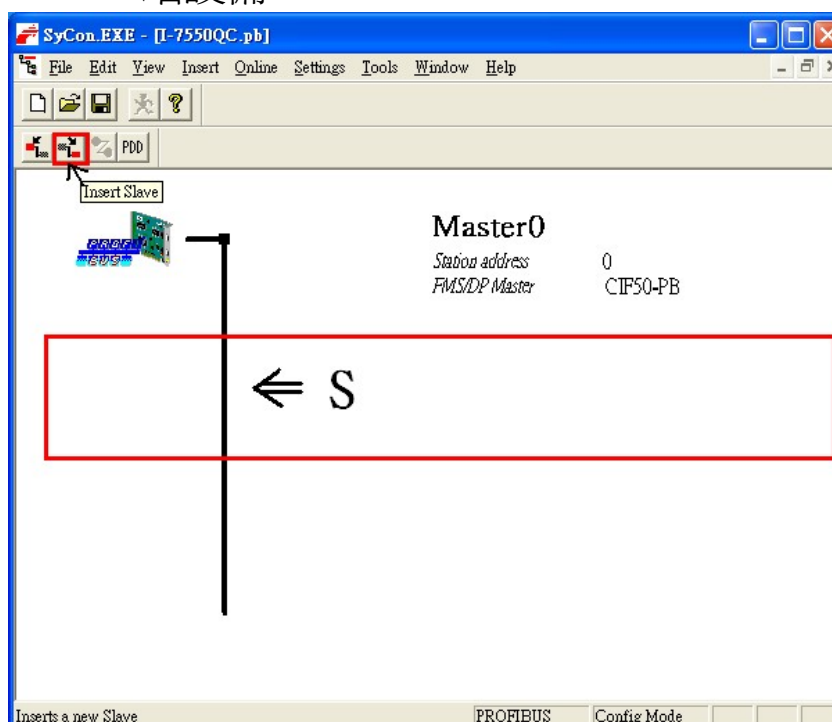 SyCon.EXE - [I-7550QC.pb]
File Edit View Insert Online Settings Tools Window Help
PDD
Insert Slave
Master0
Station address 0
FMS/DP Master CIF50-PB
⇐ S
Inserts a new Slave PROFIBUS Config Mode